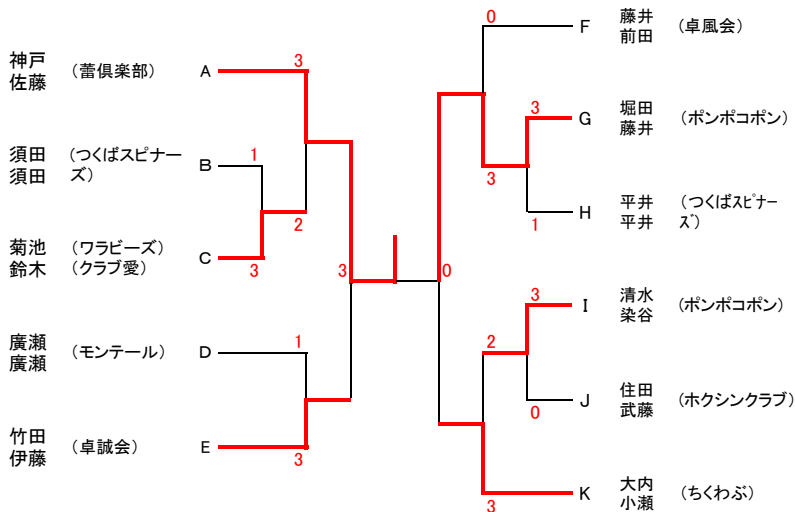 神戸
佐藤
（蕾倶楽部）
A
3
須田
須田
（つくばスピナー
ズ）
B
1
2
菊池
鈴木
（ワラビーズ）
（クラブ愛）
C
3
3
廣瀬
廣瀬
（モンテール）
D
1
竹田
伊藤
（卓誠会）
E
3
0
F
藤井
前田
（卓風会）
3
G
堀田
藤井
（ポンポコポン）
3
H
平井
平井
（つくばｽﾋﾟﾅｰ
ｽﾞ）
1
0
3
I
清水
染谷
（ポンポコポン）
2
J
住田
武藤
（ホクシンクラブ）
0
K
大内
小瀬
（ちくわぶ）
3